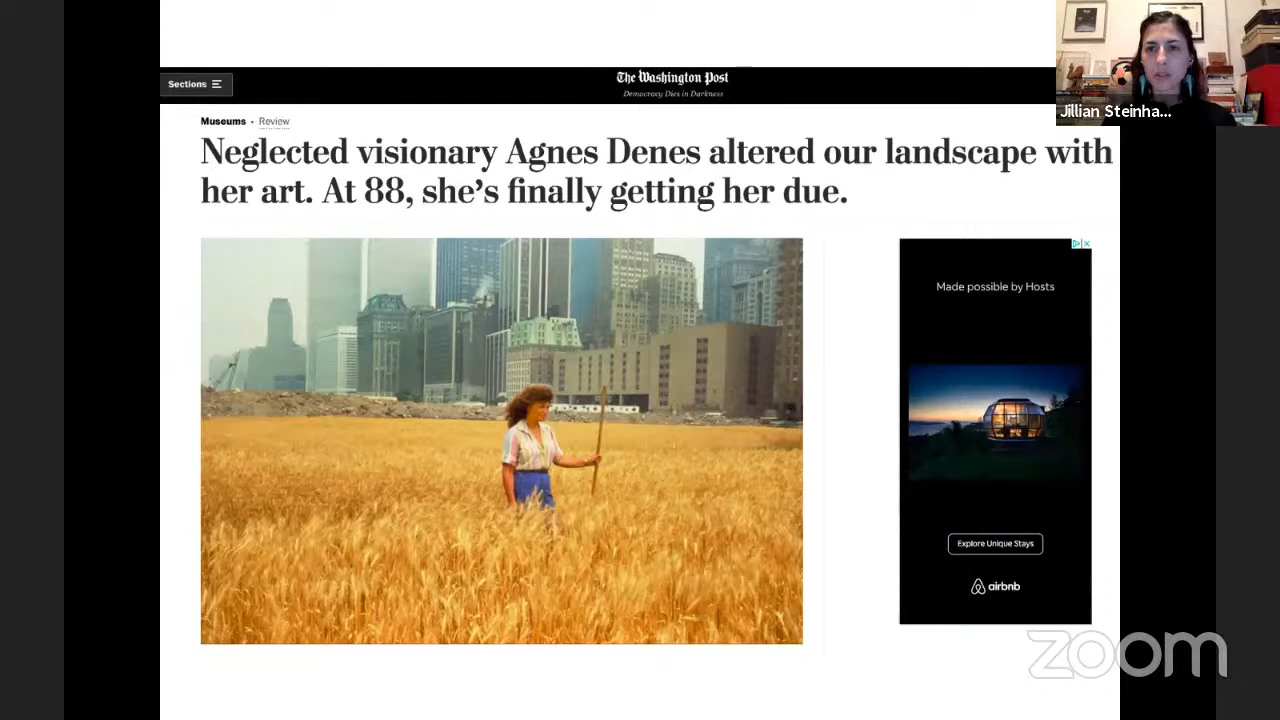 Sections
The Washington Post
Democracy Dies in Darkness
Jillian Steinha...
Museums • Review
Neglected visionary Agnes Denes altered our landscape with
her art. At 88, she’s finally getting her due.
Made possible by Hosts
Explore Unique Stays
airbnb
zoom